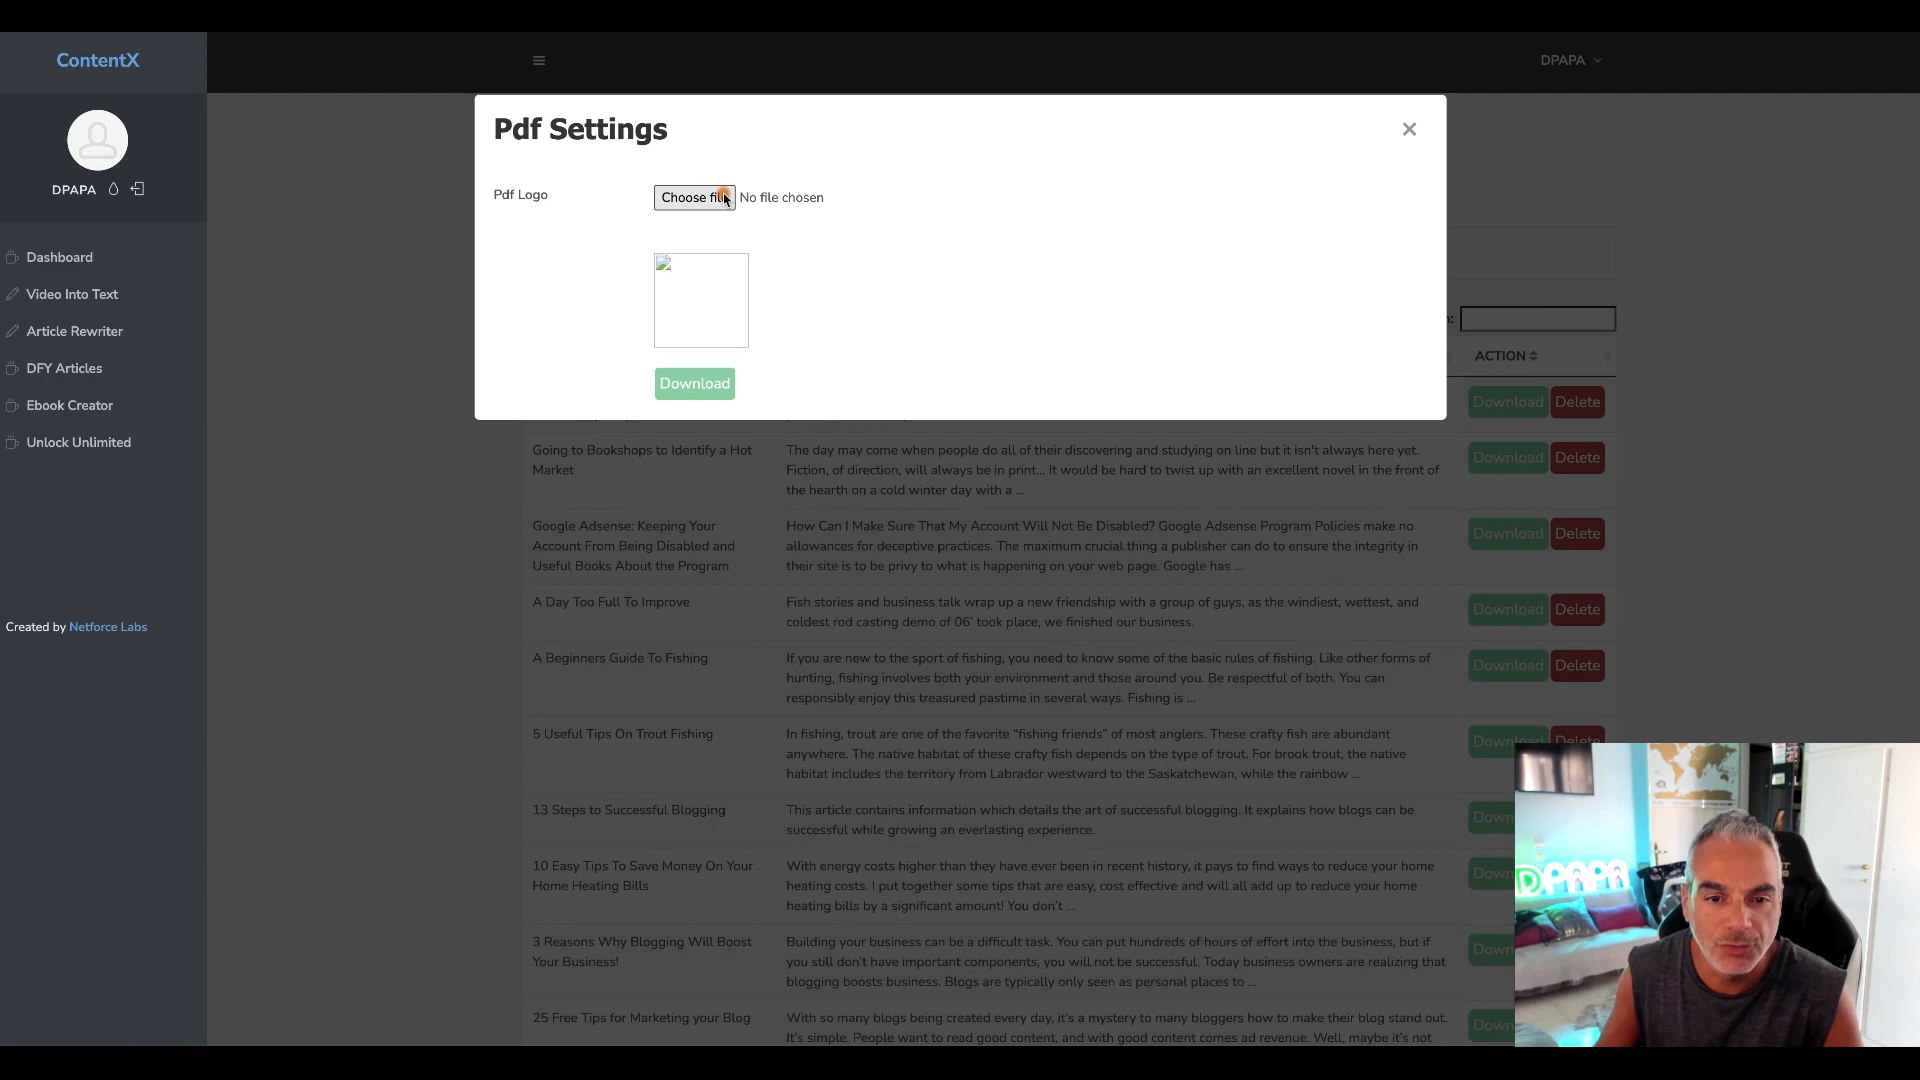 ContentX
DPAPA
DPAPA
Dashboard
Video Into Text
Article Rewriter
DFY Articles
Ebook Creator
Unlock Unlimited
Created by Netforce Labs
Pdf Settings
×
Pdf Logo
Choose file No file chosen
Download
ACTION
Download Delete
Going to Bookshops to Identify a Hot
Market
The day may come when people do all of their discovering and studying on line but it isn't always here yet.
Fiction, of direction, will always be in print... It would be hard to twist up with an excellent novel in the front of
the hearth on a cold winter day with a ...
Download Delete
Google Adsense: Keeping Your
Account From Being Disabled and
Useful Books About the Program
How Can I Make Sure That My Account Will Not Be Disabled? Google Adsense Program Policies make no
allowances for deceptive practices. The maximum crucial thing a publisher can do to ensure the integrity in
their site is to be privy to what is happening on your web page. Google has ...
Download Delete
A Day Too Full To Improve
Fish stories and business talk wrap up a new friendship with a group of guys, as the windiest, wettest, and
coldest rod casting demo of 06’ took place, we finished our business.
Download Delete
A Beginners Guide To Fishing
If you are new to the sport of fishing, you need to know some of the basic rules of fishing. Like other forms of
hunting, fishing involves both your environment and those around you. Be respectful of both. You can
responsibly enjoy this treasured pastime in several ways. Fishing is ...
Download Delete
5 Useful Tips On Trout Fishing
In fishing, trout are one of the favorite “fishing friends” of most anglers. These crafty fish are abundant
anywhere. The native habitat of these crafty fish depends on the type of trout. For brook trout, the native
habitat includes the territory from Labrador westward to the Saskatchewan, while the rainbow ...
Download Delete
13 Steps to Successful Blogging
This article contains information which details the art of successful blogging. It explains how blogs can be
successful while growing an everlasting experience.
Down
10 Easy Tips To Save Money On Your
Home Heating Bills
With energy costs higher than they have ever been in recent history, it pays to find ways to reduce your home
heating costs. I put together some tips that are easy, cost effective and will all add up to reduce your home
heating bills by a significant amount! You don’t ...
Down
3 Reasons Why Blogging Will Boost
Your Business!
Building your business can be a difficult task. You can put hundreds of hours of effort into the business, but if
you still don’t have important components, you will not be successful. Today business owners are realizing that
blogging boosts business. Blogs are typically only seen as personal places to ...
Down
25 Free Tips for Marketing your Blog
With so many blogs being created every day, it’s a mystery to many bloggers how to make their blog stand out.
It’s simple. People want to read good content, and with good content comes ad revenue. Well, maybe it’s not
Down
DPAPA